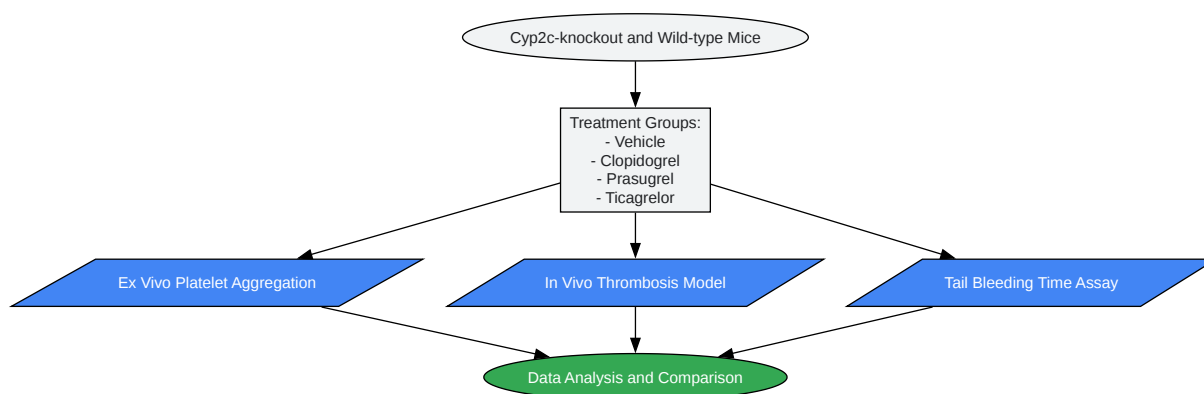 Cyp2c-knockout and Wild-type Mice
Treatment Groups:
- Vehicle
- Clopidogrel
- Prasugrel
- Ticagrelor
Ex Vivo Platelet Aggregation
In Vivo Thrombosis Model
Tail Bleeding Time Assay
Data Analysis and Comparison